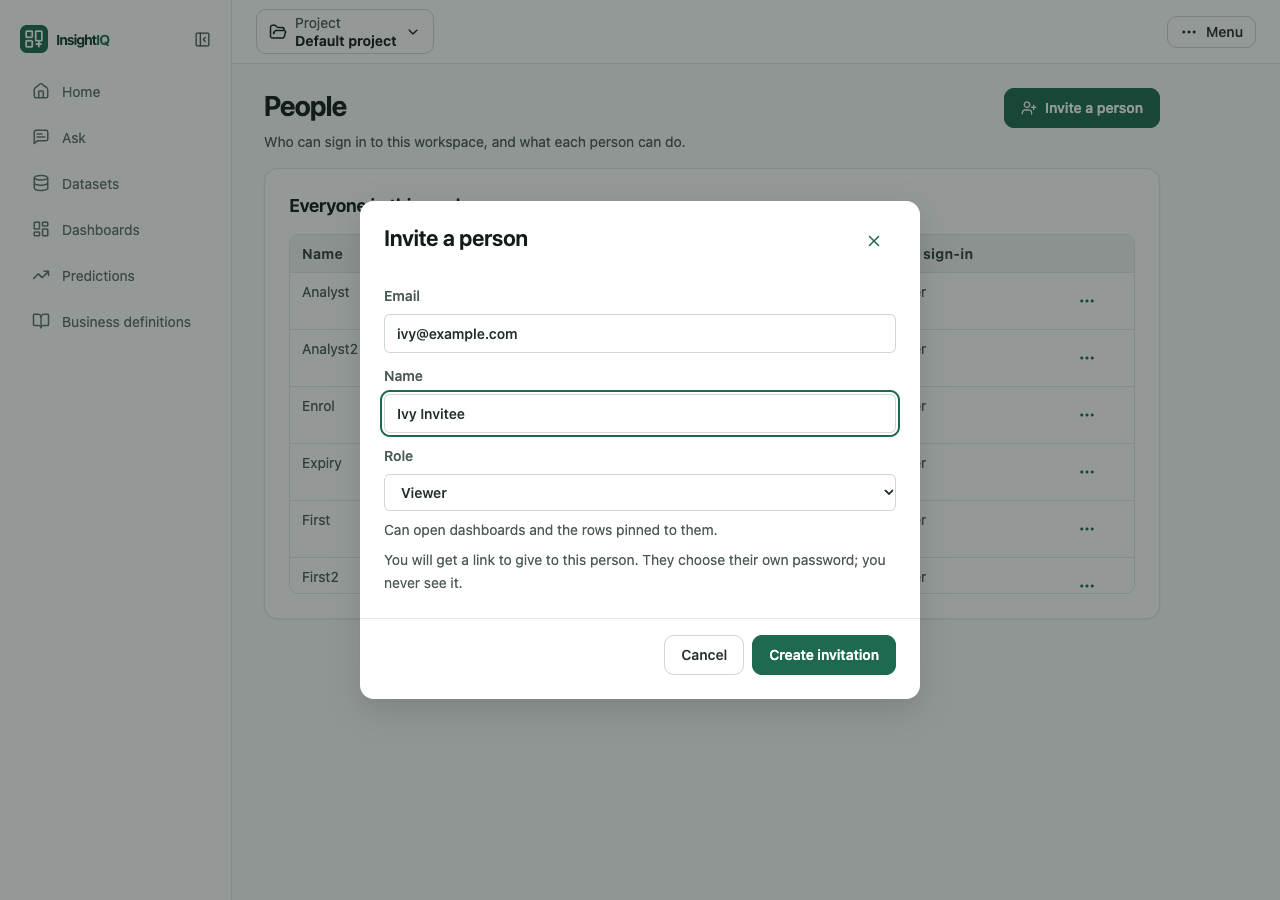 InsightIQ
Project
Default project
Menu
Home
Ask
Datasets
Dashboards
Predictions
Business definitions
People
Invite a person
Who can sign in to this workspace, and what each person can do.
Everyone
Name
sign-in
Analyst
Analyst2
Enrol
Expiry
First
First2
Invite a person
Email
ivy@example.com
Name
Ivy Invitee
Role
Viewer
Can open dashboards and the rows pinned to them.
You will get a link to give to this person. They choose their own password; you
never see it.
Cancel
Create invitation